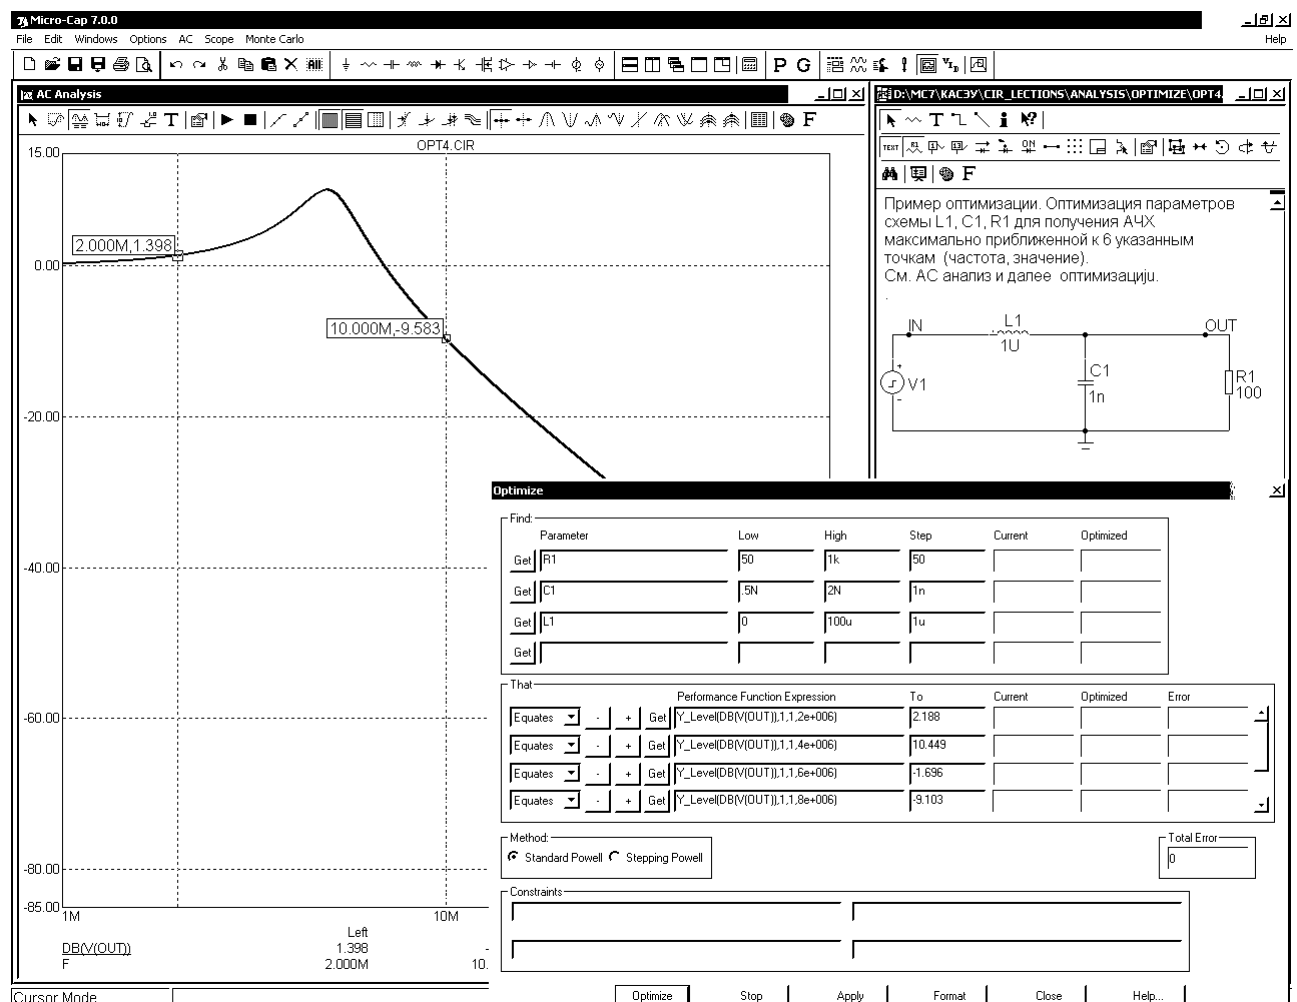 Micro-Cap 7.0.0
File Edit Windows Options AC Scope Monte Carlo Help
P G
AC Analysis
D:\MC7\КАСЭУ\CIR_LECTIONS\ANALYSIS\OPTIMIZE\OPT4.
T F
T
TEXT
F
OPT4.CIR
15.00
Пример оптимизации. Оптимизация параметров
схемы L1, C1, R1 для получения АЧХ
максимально приближенной к 6 указанным
точкам (частота, значение).
См. АС анализ и далее оптимизациju.
2.000M,1.398
0.00
10.000M,-9.583
IN L1 OUT
1U
V1
C1
1n
R1
100
-20.00
-40.00
-60.00
-80.00
-85.00
1M 10M
Left
DB(V(OUT)) 1.398 -
F 2.000M 10.
Cursor Mode
Optimize
Find:
Parameter Low High Step Current Optimized
Get R1 50 1k 50
Get C1 .5N 2N 1n
Get L1 0 100u 1u
Get
That
Performance Function Expression To Current Optimized Error
Equates - + Get Y_Level(DB(V(OUT)),1,1,2e+006) 2.188
Equates - + Get Y_Level(DB(V(OUT)),1,1,4e+006) 10.449
Equates - + Get Y_Level(DB(V(OUT)),1,1,6e+006) -1.696
Equates - + Get Y_Level(DB(V(OUT)),1,1,8e+006) -9.103
Method:
Standard Powell Stepping Powell
Total Error
0
Constraints
Optimize Stop Apply Format Close Help...